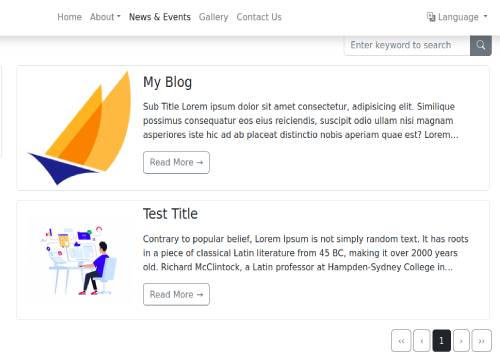 Home About News & Events Gallery Contact Us Language
Enter keyword to search
My Blog
Sub Title Lorem ipsum dolor sit amet consectetur, adipisicing elit. Similique
possimus consequatur eos eius reiciendis, suscipit odio ullam nisi magnam
asperiores iste hic ad ab placeat distinctio nobis aperiam quae est? Lorem...
Read More →
Test Title
Contrary to popular belief, Lorem Ipsum is not simply random text. It has roots
in a piece of classical Latin literature from 45 BC, making it over 2000 years
old. Richard McClintock, a Latin professor at Hampden-Sydney College in...
Read More →
‹‹ ‹ 1 › ››